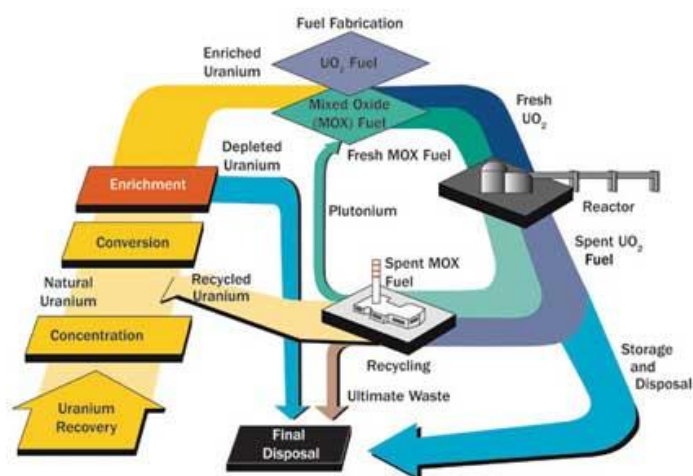 Fuel Fabrication
Enriched
Uranium
UO₂ Fuel
Mixed Oxide
(MOX) Fuel
Fresh
UO₂
Depleted
Uranium
Fresh MOX Fuel
Enrichment
Plutonium
Reactor
Conversion
Spent UO₂
Fuel
Natural
Uranium
Recycled
Uranium
Spent MOX
Fuel
Concentration
Recycling
Storage
and
Disposal
Uranium
Recovery
Ultimate Waste
Final
Disposal